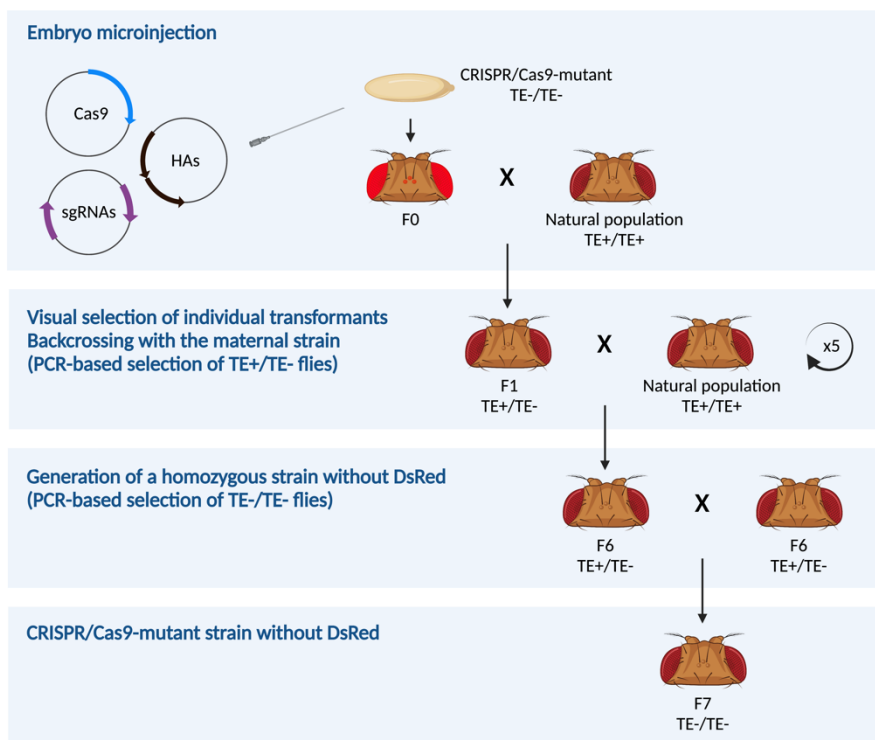 Embryo microinjection
Cas9
HAs
sgRNAs
CRISPR/Cas9-mutant
TE-/TE-
F0
X
Natural population
TE+/TE+
Visual selection of individual transformants
Backcrossing with the maternal strain
(PCR-based selection of TE+/TE- flies)
F1
TE+/TE-
X
Natural population
TE+/TE+
x5
Generation of a homozygous strain without DsRed
(PCR-based selection of TE-/TE- flies)
F6
TE+/TE-
X
F6
TE+/TE-
CRISPR/Cas9-mutant strain without DsRed
F7
TE-/TE-